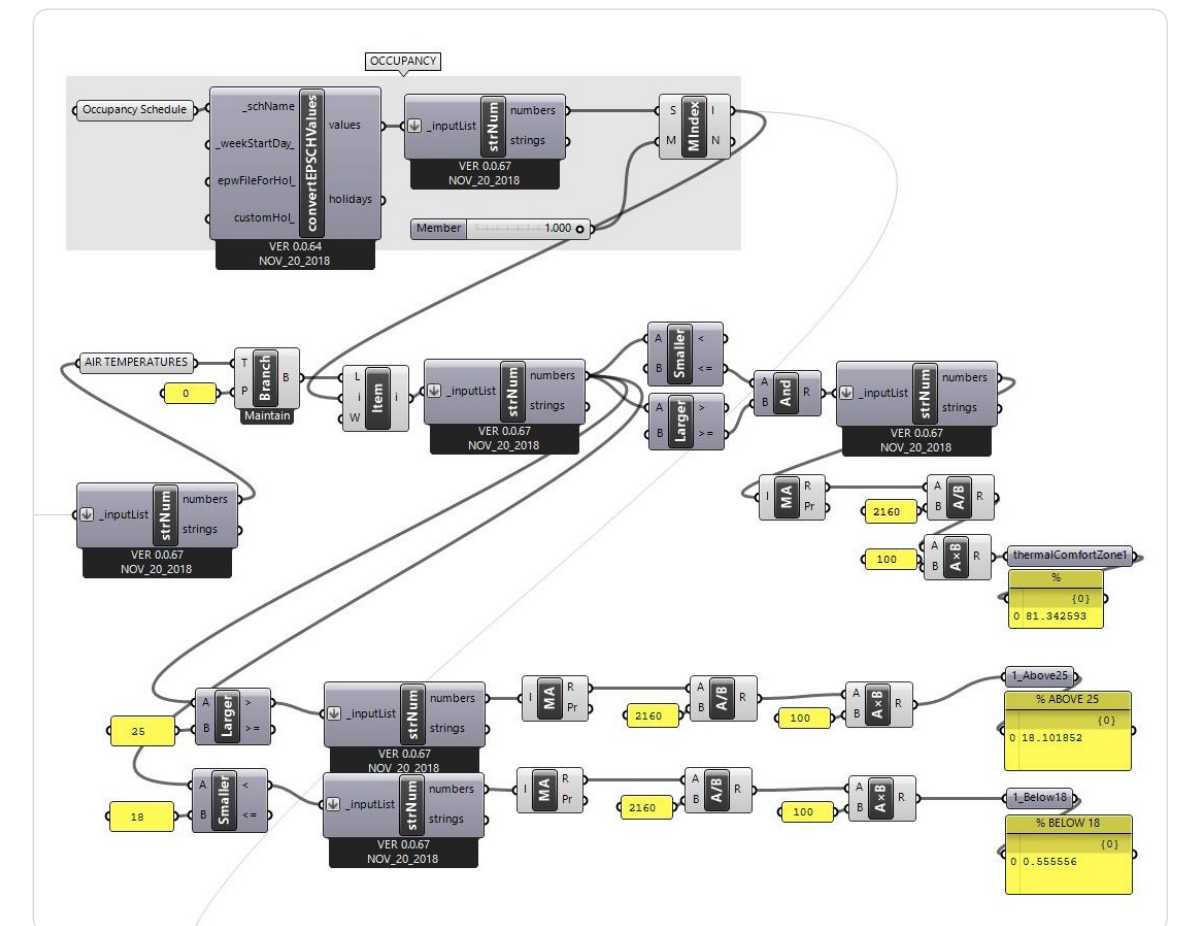 OCCUPANCY
Occupancy Schedule
_schName
_weekStartDay_
epwFileForHol_
customHol_
convertEPSCHValues
values
holidays
VER 0.0.64
NOV_20_2018
_inputList
strNum
numbers
strings
VER 0.0.67
NOV_20_2018
S
M
MIndex
I
N
Member
1.000
AIR TEMPERATURES
0
T
P
Branch
B
Maintain
L
i
W
Item
i
_inputList
strNum
numbers
strings
VER 0.0.67
NOV_20_2018
A
B
Smaller
<
<=
A
B
Larger
>
>=
A
B
And
R
_inputList
strNum
numbers
strings
VER 0.0.67
NOV_20_2018
_inputList
strNum
numbers
strings
VER 0.0.67
NOV_20_2018
I
MA
R
Pr
2160
A
B
A/B
R
100
A
B
A×B
R
thermalComfortZone1
%
{0}
0 81.342593
25
A
B
Larger
>
>=
_inputList
strNum
numbers
strings
VER 0.0.67
NOV_20_2018
I
MA
R
Pr
2160
A
B
A/B
R
100
A
B
A×B
R
1_Above25
% ABOVE 25
{0}
0 18.101852
18
A
B
Smaller
<
<=
_inputList
strNum
numbers
strings
VER 0.0.67
NOV_20_2018
I
MA
R
Pr
2160
A
B
A/B
R
100
A
B
A×B
R
1_Below18
% BELOW 18
{0}
0 0.555556